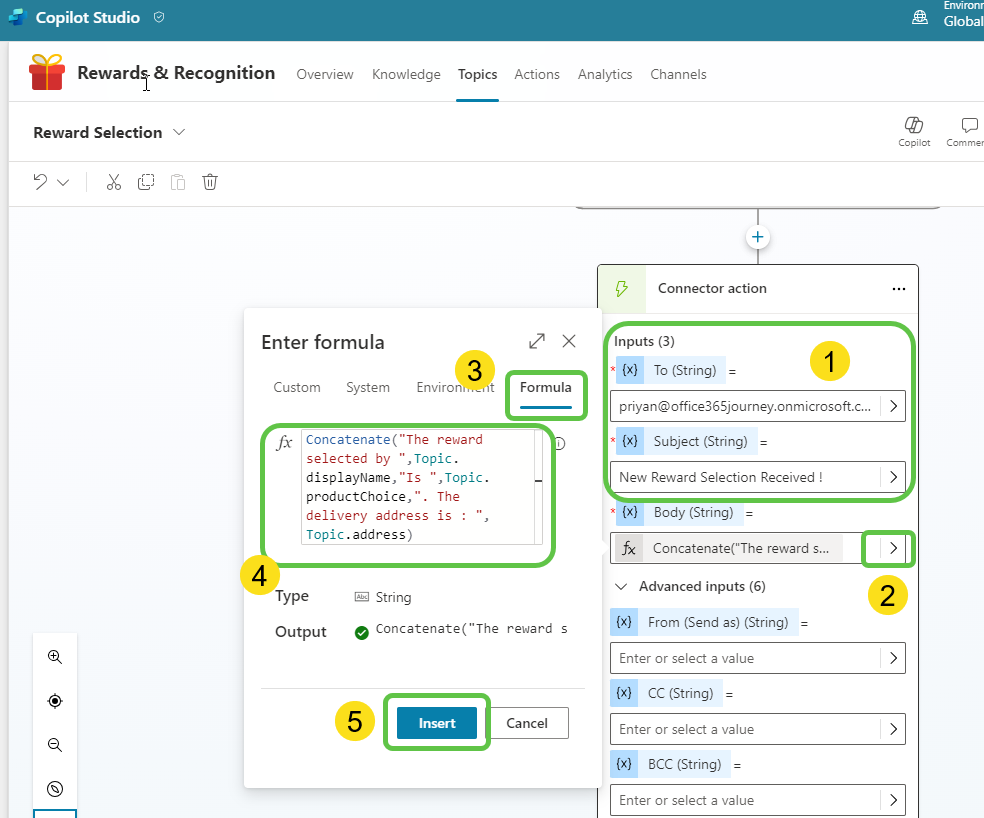 Copilot Studio
Environm
Global
Rewards & Recognition
Overview
Knowledge
Topics
Actions
Analytics
Channels
Reward Selection
Copilot
Commen
Connector action
Inputs (3)
1
* {x} To (String) =
priyan@office365journey.onmicrosoft.c...
* {x} Subject (String) =
New Reward Selection Received !
* {x} Body (String) =
fx Concatenate("The reward s...
2
Advanced inputs (6)
{x} From (Send as) (String) =
Enter or select a value
{x} CC (String) =
Enter or select a value
{x} BCC (String) =
Enter or select a value
Enter formula
3
Custom
System
Environment
Formula
fx
Concatenate("The reward
selected by ",Topic.
displayName,"Is ",Topic.
productChoice,". The
delivery address is : ",
Topic.address)
4
Type
Abc String
Output
Concatenate("The reward s
5
Insert
Cancel